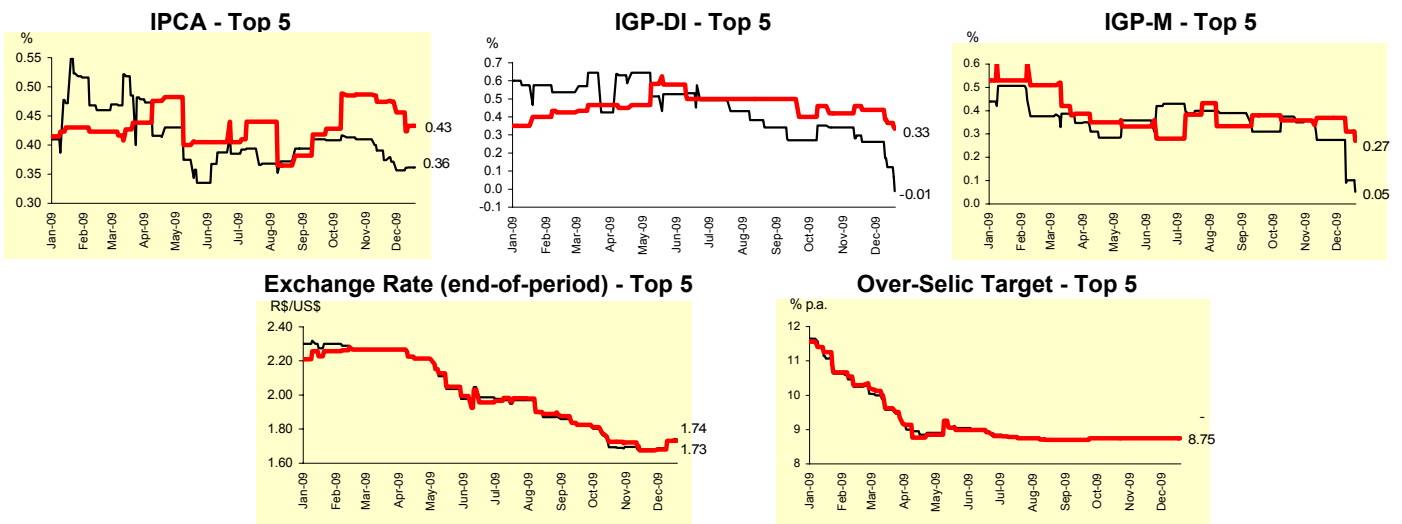 IPCA - Top 5
%
0.55
0.50
0.45
0.40
0.35
0.30
0.43
0.36
Jan-09
Feb-09
Mar-09
Apr-09
May-09
Jun-09
Jul-09
Aug-09
Sep-09
Oct-09
Nov-09
Dec-09
IGP-DI - Top 5
%
0.7
0.6
0.5
0.4
0.3
0.2
0.1
0.0
-0.1
0.33
-0.01
Jan-09
Feb-09
Mar-09
Apr-09
May-09
Jun-09
Jul-09
Aug-09
Sep-09
Oct-09
Nov-09
Dec-09
IGP-M - Top 5
%
0.6
0.5
0.4
0.3
0.2
0.1
0.0
0.27
0.05
Jan-09
Feb-09
Mar-09
Apr-09
May-09
Jun-09
Jul-09
Aug-09
Sep-09
Oct-09
Nov-09
Dec-09
Exchange Rate (end-of-period) - Top 5
R$/US$
2.40
2.20
2.00
1.80
1.60
1.74
1.73
Jan-09
Feb-09
Mar-09
Apr-09
May-09
Jun-09
Jul-09
Aug-09
Sep-09
Oct-09
Nov-09
Dec-09
Over-Selic Target - Top 5
% p.a.
12
11
10
9
8
-
8.75
Jan-09
Feb-09
Mar-09
Apr-09
May-09
Jun-09
Jul-09
Aug-09
Sep-09
Oct-09
Nov-09
Dec-09